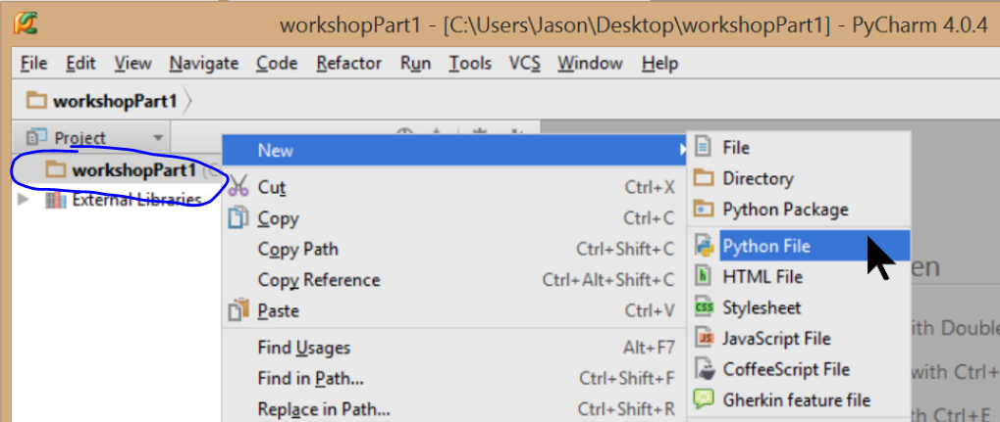 workshopPart1 - [C:\Users\Jason\Desktop\workshopPart1] - PyCharm 4.0.4
File Edit View Navigate Code Refactor Run Tools VCS Window Help
workshopPart1
Project
workshopPart1
External Libraries
New
Cut Ctrl+X
Copy Ctrl+C
Copy Path Ctrl+Shift+C
Copy Reference Ctrl+Alt+Shift+C
Paste Ctrl+V
Find Usages Alt+F7
Find in Path... Ctrl+Shift+F
Replace in Path... Ctrl+Shift+R
File
Directory
Python Package
Python File
HTML File
Stylesheet
JavaScript File
CoffeeScript File
Gherkin feature file
en
ith Double
with Ctrl+
th Ctrl+E